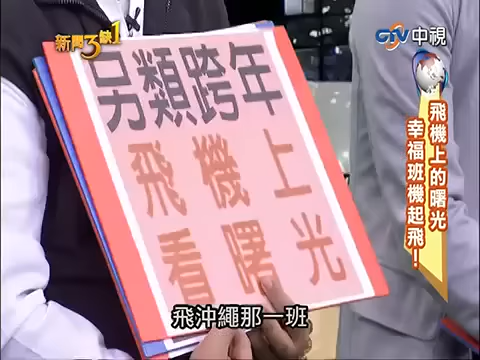 新聞3缺1
CTV中視
另類跨年
飛機上
看曙光
飛機上的曙光
幸福班機起飛！
飛沖繩那一班